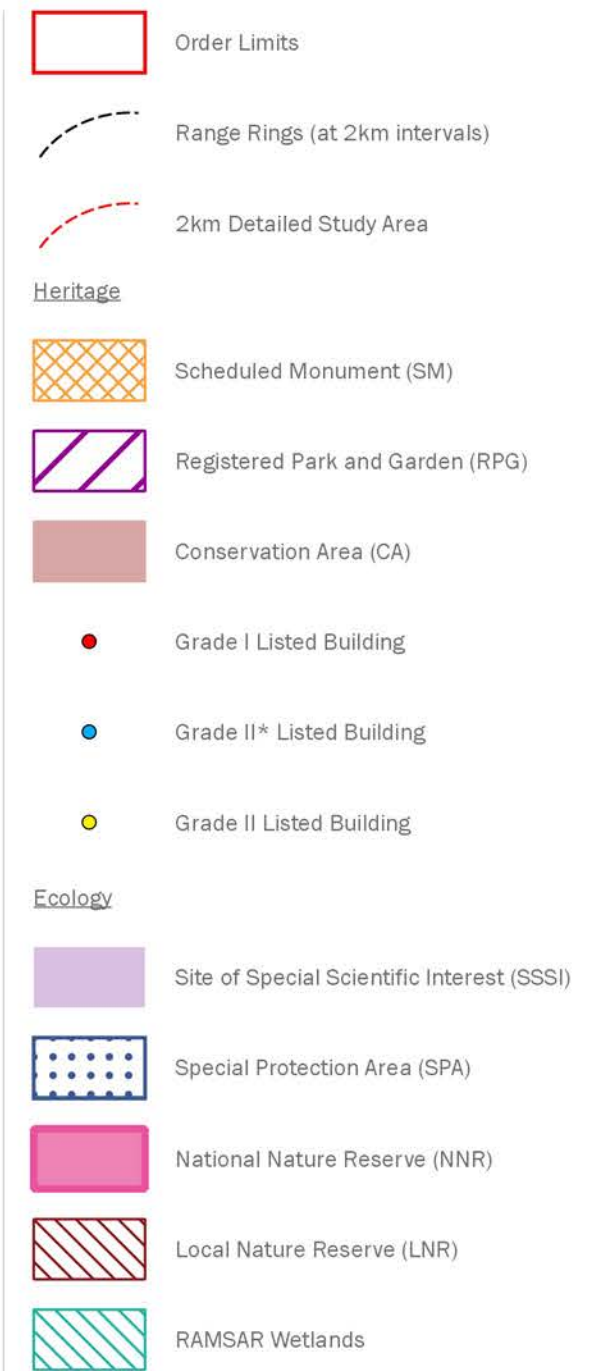 Order Limits
Range Rings (at 2km intervals)
2km Detailed Study Area
Heritage
Scheduled Monument (SM)
Registered Park and Garden (RPG)
Conservation Area (CA)
Grade I Listed Building
Grade II* Listed Building
Grade II Listed Building
Ecology
Site of Special Scientific Interest (SSSI)
Special Protection Area (SPA)
National Nature Reserve (NNR)
Local Nature Reserve (LNR)
RAMSAR Wetlands